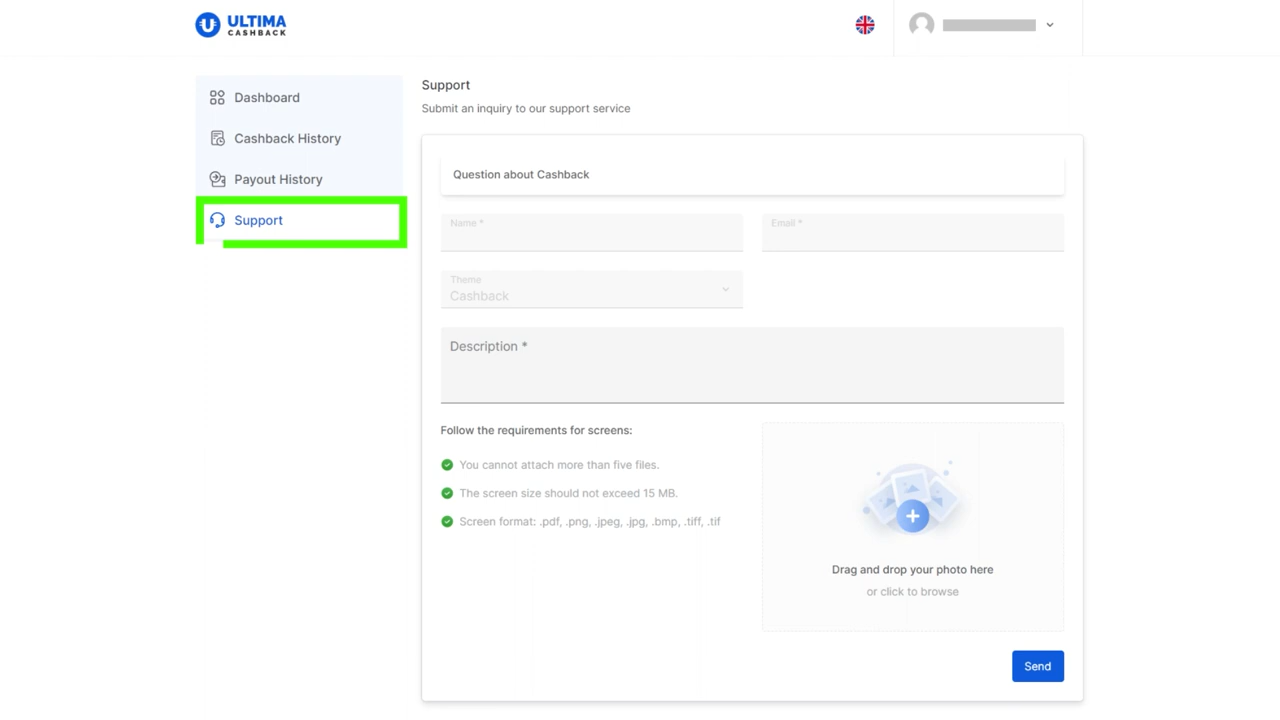 ULTIMA
CASHBACK
Dashboard
Cashback History
Payout History
Support
Support
Submit an inquiry to our support service
Question about Cashback
Name *
Email *
Theme
Cashback
Description *
Follow the requirements for screens:
You cannot attach more than five files.
The screen size should not exceed 15 MB.
Screen format: .pdf, .png, .jpeg, .jpg, .bmp, .tiff, .tif
Drag and drop your photo here
or click to browse
Send